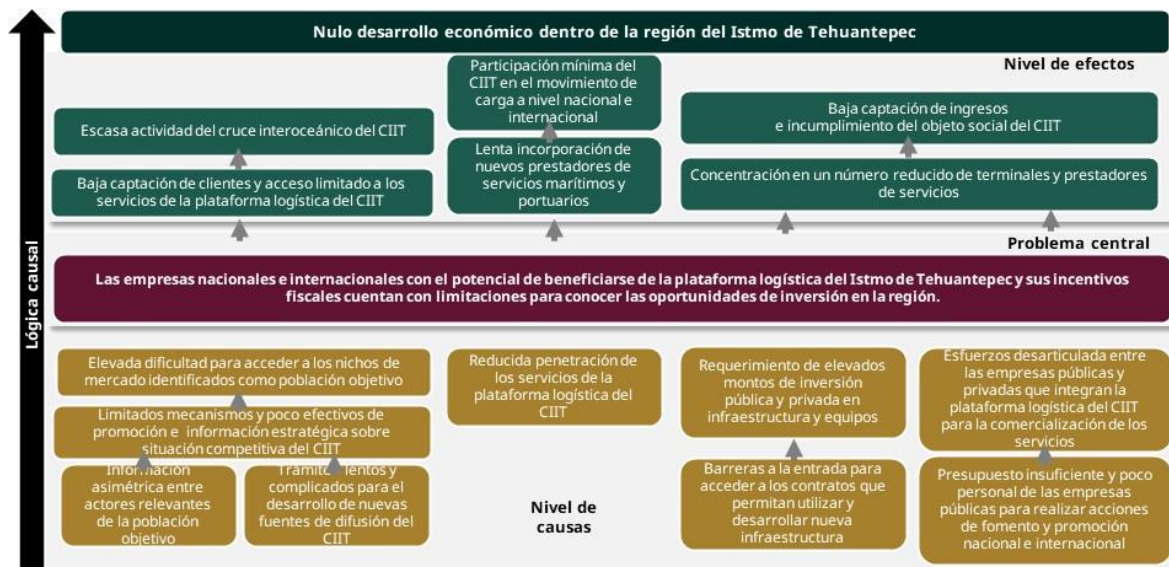 Nulo desarrollo económico dentro de la región del Istmo de Tehuantepec
Nivel de efectos
Participación mínima del
CIIT en el movimiento de
carga a nivel nacional e
internacional
Escasa actividad del cruce interoceánico del CIIT
Baja captación de ingresos
e incumplimiento del objeto social del CIIT
Baja captación de clientes y acceso limitado a los
servicios de la plataforma logística del CIIT
Lenta incorporación de
nuevos prestadores de
servicios marítimos y
portuarios
Concentración en un número reducido de terminales y prestadores
de servicios
Problema central
Las empresas nacionales e internacionales con el potencial de beneficiarse de la plataforma logística del Istmo de Tehuantepec y sus incentivos
fiscales cuentan con limitaciones para conocer las oportunidades de inversión en la región.
Lógica causal
Elevada dificultad para acceder a los nichos de
mercado identificados como población objetivo
Reducida penetración de
los servicios de la
plataforma logística del
CIIT
Requerimiento de elevados
montos de inversión
pública y privada en
infraestructura y equipos
Esfuerzos desarticulada entre
las empresas públicas y
privadas que integran la
plataforma logística del CIIT
para la comercialización de los
servicios
Limitados mecanismos y poco efectivos de
promoción e información estratégica sobre
situación competitiva del CIIT
Información
asimétrica entre
actores relevantes
de la población
objetivo
Trámites lentos y
complicados para el
desarrollo de nuevas
fuentes de difusión del
CIIT
Nivel de
causas
Barreras a la entrada para
acceder a los contratos que
permitan utilizar y
desarrollar nueva
infraestructura
Presupuesto insuficiente y poco
personal de las empresas
públicas para realizar acciones
de fomento y promoción
nacional e internacional